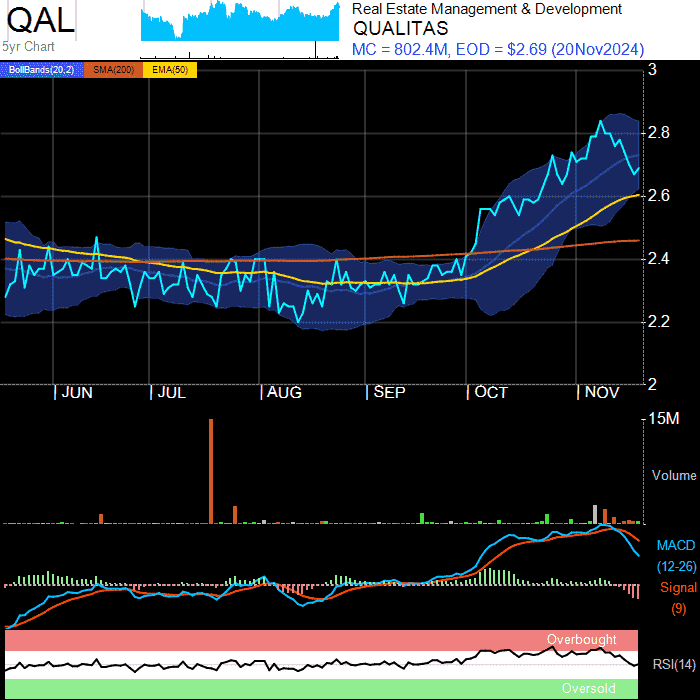 QAL
5yr Chart
Real Estate Management & Development
QUALITAS
MC = 802.4M, EOD = $2.69 (20Nov2024)
BollBands(20,2) SMA(200) EMA(50)
3
2.8
2.6
2.4
2.2
2
JUN JUL AUG SEP OCT NOV
15M
Volume
MACD
(12-26)
Signal
(9)
Overbought
RSI(14)
Oversold